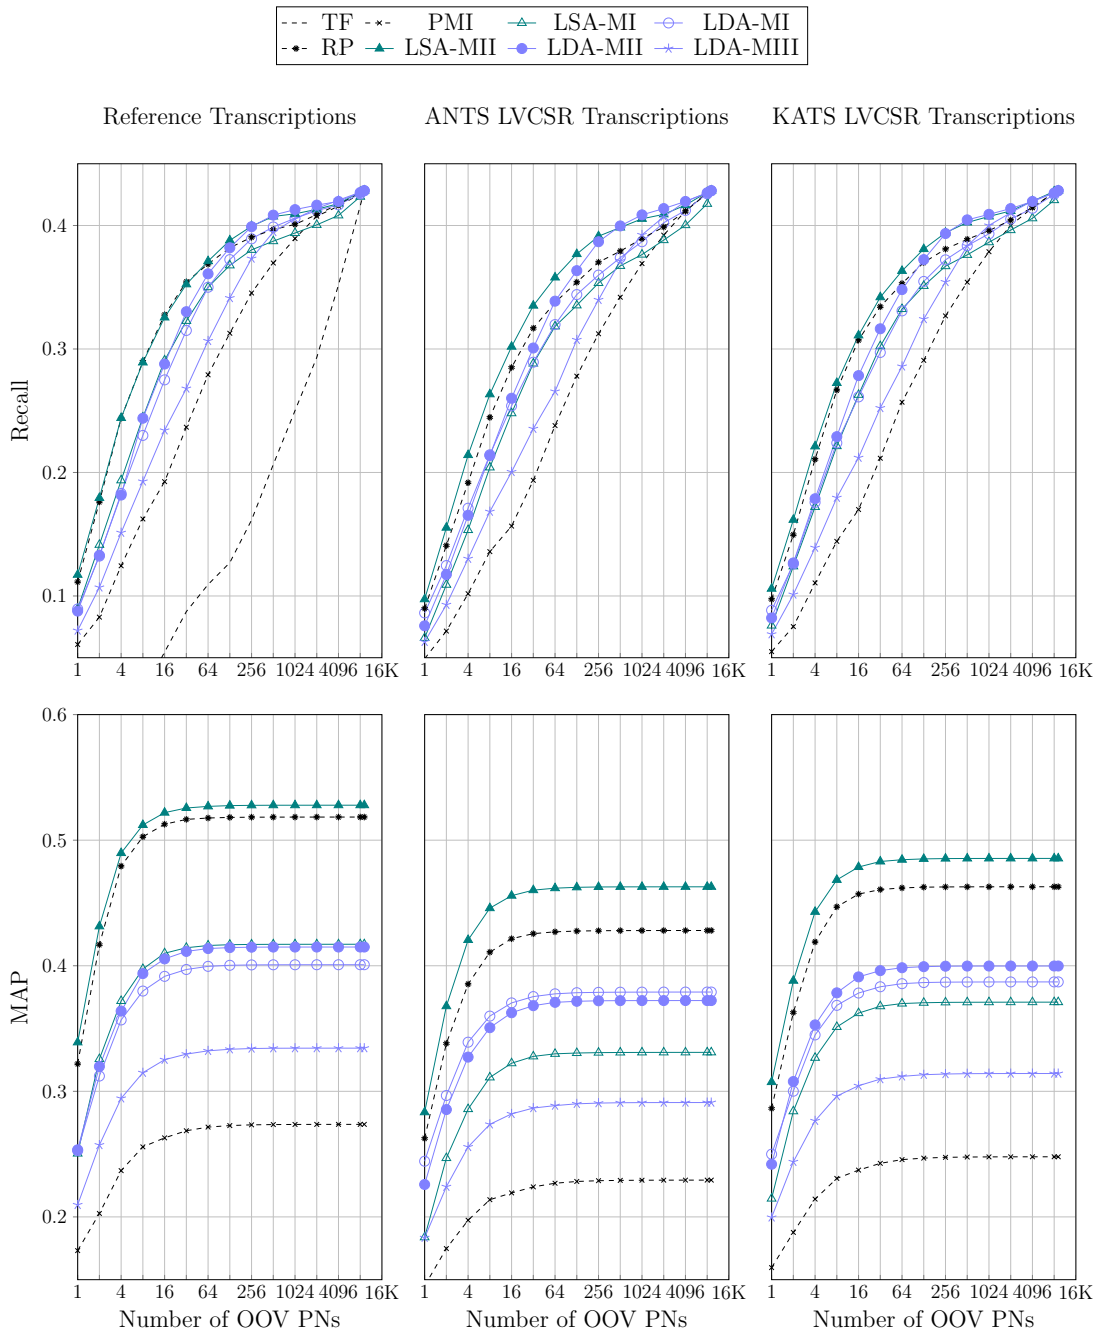 TF PMI LSA-MI LDA-MI
RP LSA-MII LDA-MII LDA-MIII
Reference Transcriptions ANTS LVCSR Transcriptions KATS LVCSR Transcriptions
Recall
0.4
0.3
0.2
0.1
1 4 16 64 256 1024 4096 16K 1 4 16 64 256 1024 4096 16K 1 4 16 64 256 1024 4096 16K
MAP
0.6
0.5
0.4
0.3
0.2
1 4 16 64 256 1024 4096 16K 1 4 16 64 256 1024 4096 16K 1 4 16 64 256 1024 4096 16K
Number of OOV PNs Number of OOV PNs Number of OOV PNs